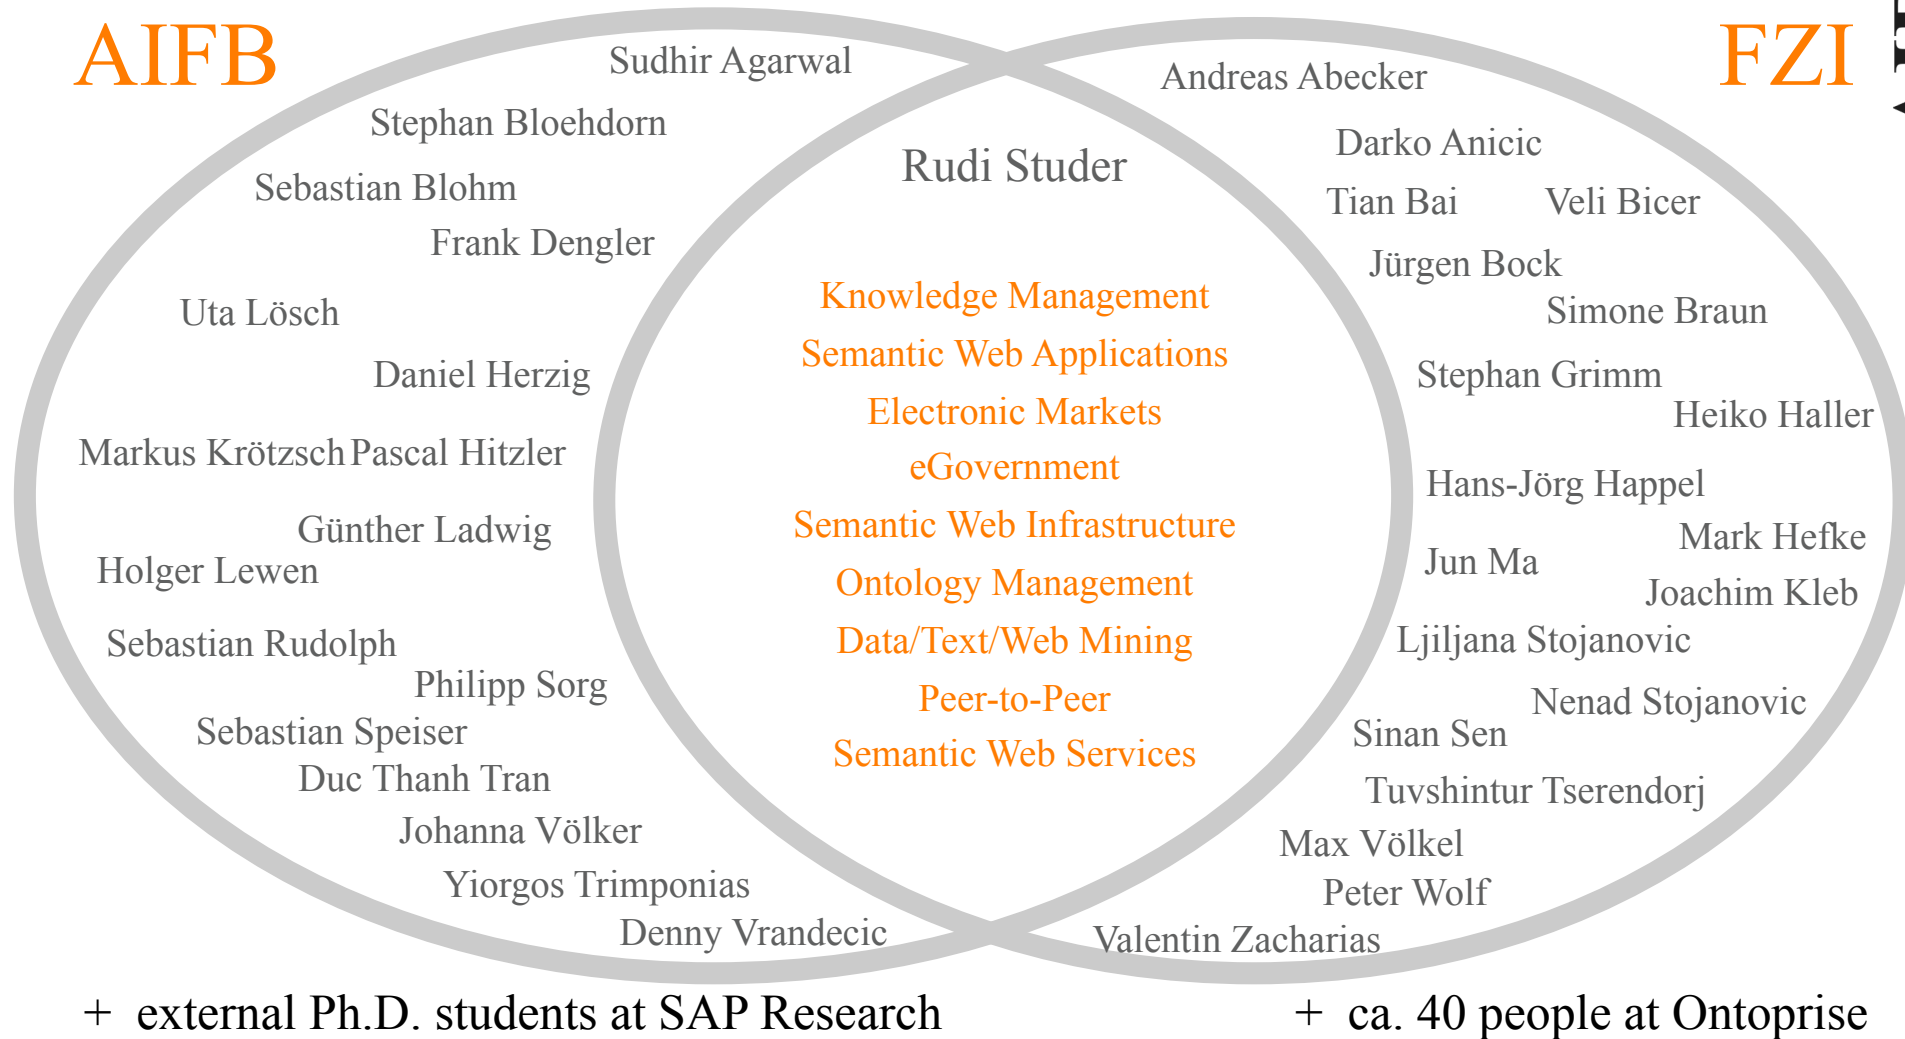 AIFB
FZI
Sudhir Agarwal
Stephan Bloehdorn
Sebastian Blohm
Frank Dengler
Uta Lösch
Daniel Herzig
Markus Krötzsch Pascal Hitzler
Günther Ladwig
Holger Lewen
Sebastian Rudolph
Philipp Sorg
Sebastian Speiser
Duc Thanh Tran
Johanna Völker
Yiorgos Trimponias
Denny Vrandecic
Rudi Studer
Knowledge Management
Semantic Web Applications
Electronic Markets
eGovernment
Semantic Web Infrastructure
Ontology Management
Data/Text/Web Mining
Peer-to-Peer
Semantic Web Services
Andreas Abecker
Darko Anicic
Tian Bai Veli Bicer
Jürgen Bock
Simone Braun
Stephan Grimm
Heiko Haller
Hans-Jörg Happel
Mark Hefke
Jun Ma
Joachim Kleb
Ljiljana Stojanovic
Nenad Stojanovic
Sinan Sen
Tuvshintur Tserendorj
Max Völkel
Peter Wolf
Valentin Zacharias
+ external Ph.D. students at SAP Research
+ ca. 40 people at Ontoprise